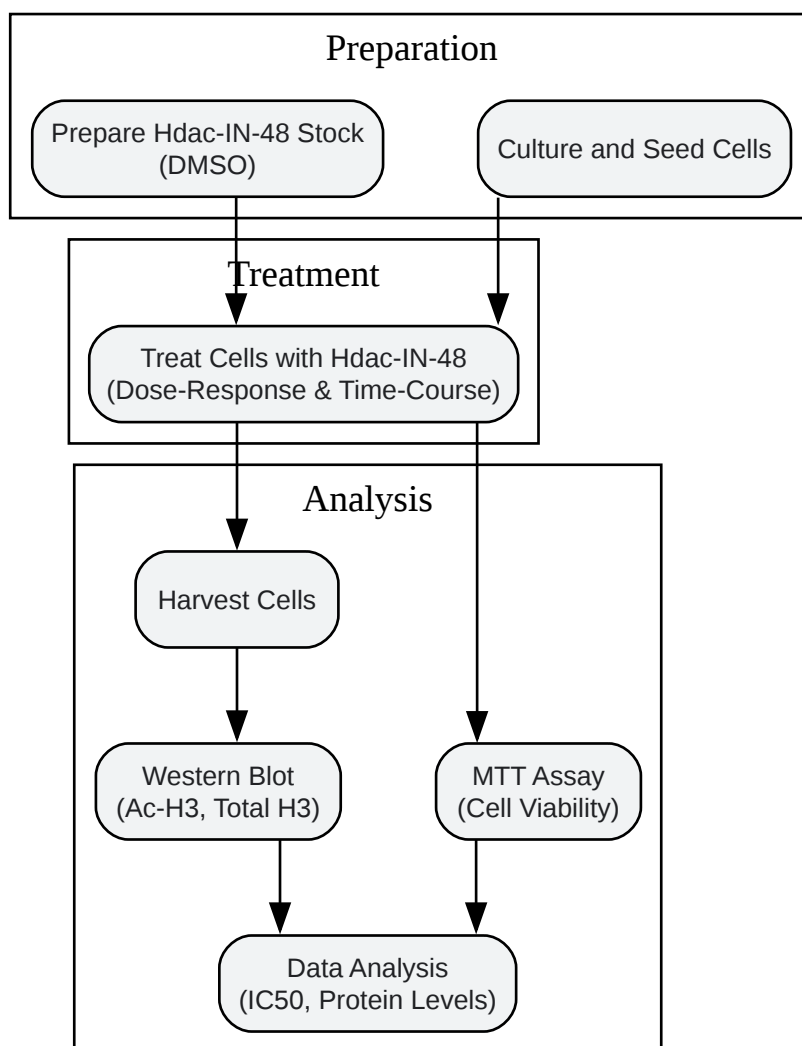 Preparation
Prepare Hdac-IN-48 Stock
(DMSO)
Culture and Seed Cells
Treatment
Treat Cells with Hdac-IN-48
(Dose-Response & Time-Course)
Analysis
Harvest Cells
Western Blot
(Ac-H3, Total H3)
MTT Assay
(Cell Viability)
Data Analysis
(IC50, Protein Levels)